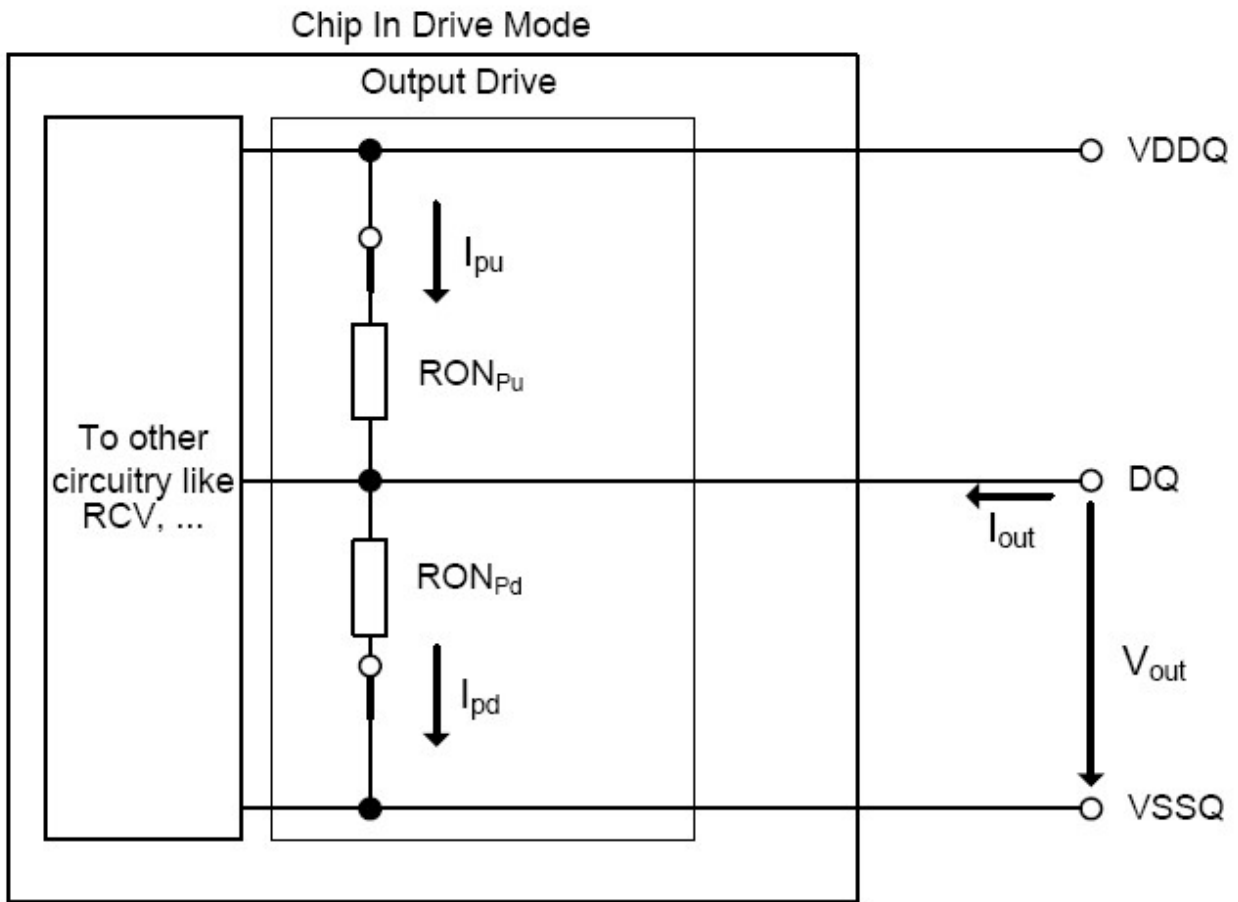 Chip In Drive Mode
Output Drive
VDDQ
Ipu
RONPu
To other
circuitry like
RCV, ...
DQ
Iout
RONPd
Vout
Ipd
VSSQ